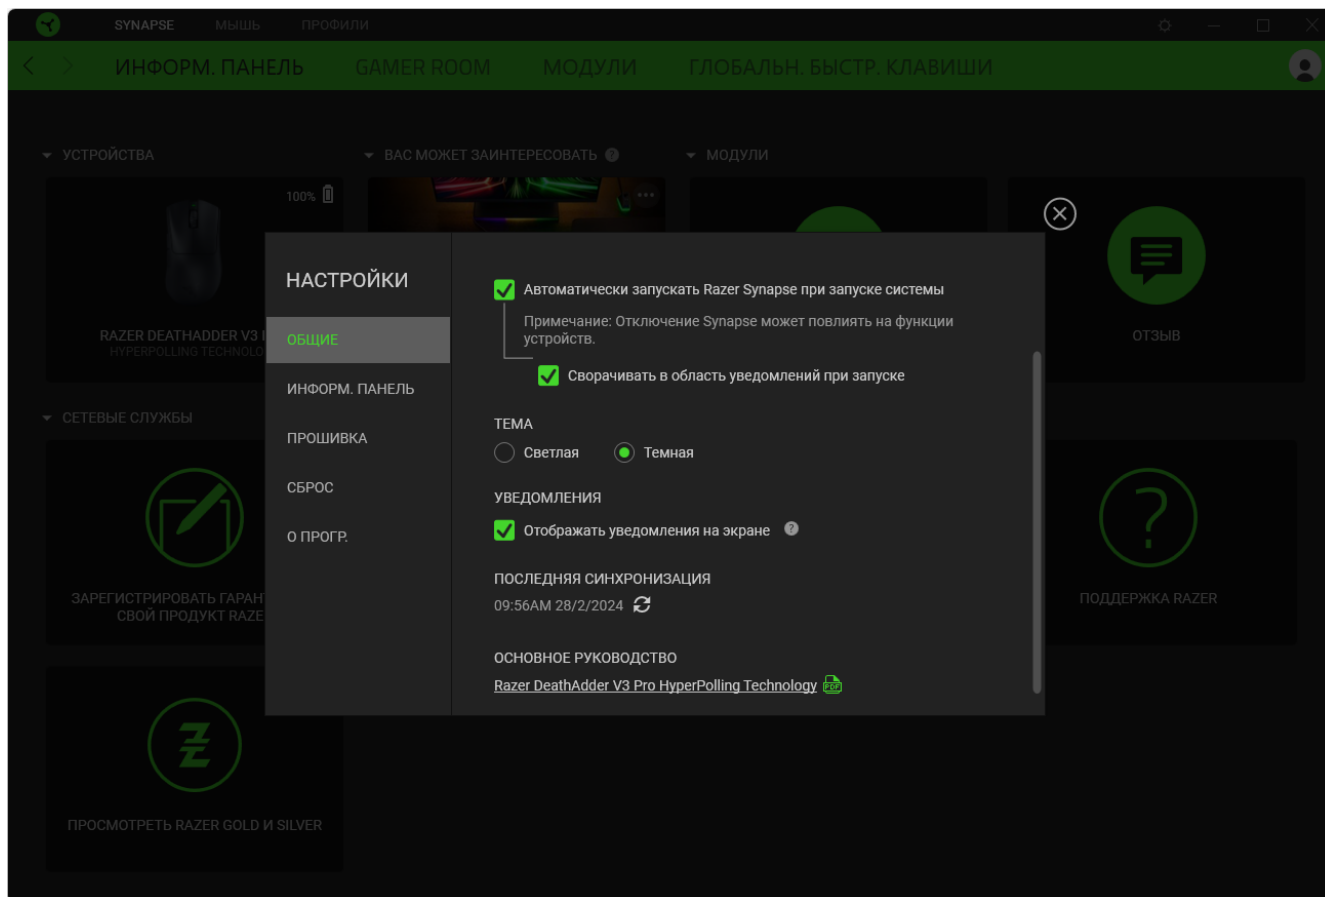 SYNAPSE
МЫШЬ
ПРОФИЛИ
ИНФОРМ. ПАНЕЛЬ
GAMER ROOM
МОДУЛИ
ГЛОБАЛЬН. БЫСТР. КЛАВИШИ
УСТРОЙСТВА
ВАС МОЖЕТ ЗАИНТЕРЕСОВАТЬ
МОДУЛИ
100%
RAZER DEATHADDER V3
HYPERPOLLING TECHNOLO
ОТЗЫВ
НАСТРОЙКИ
ОБЩИЕ
ИНФОРМ. ПАНЕЛЬ
ПРОШИВКА
СБРОС
О ПРОГР.
Автоматически запускать Razer Synapse при запуске системы
Примечание: Отключение Synapse может повлиять на функции
устройств.
Сворачивать в область уведомлений при запуске
ТЕМА
Светлая
Темная
УВЕДОМЛЕНИЯ
Отображать уведомления на экране
ПОСЛЕДНЯЯ СИНХРОНИЗАЦИЯ
09:56AM 28/2/2024
ОСНОВНОЕ РУКОВОДСТВО
Razer DeathAdder V3 Pro HyperPolling Technology
PDF
СЕТЕВЫЕ СЛУЖБЫ
ЗАРЕГИСТРИРОВАТЬ ГАРАН
СВОЙ ПРОДУКТ RAZE
ПОДДЕРЖКА RAZER
ПРОСМОТРЕТЬ RAZER GOLD И SILVER